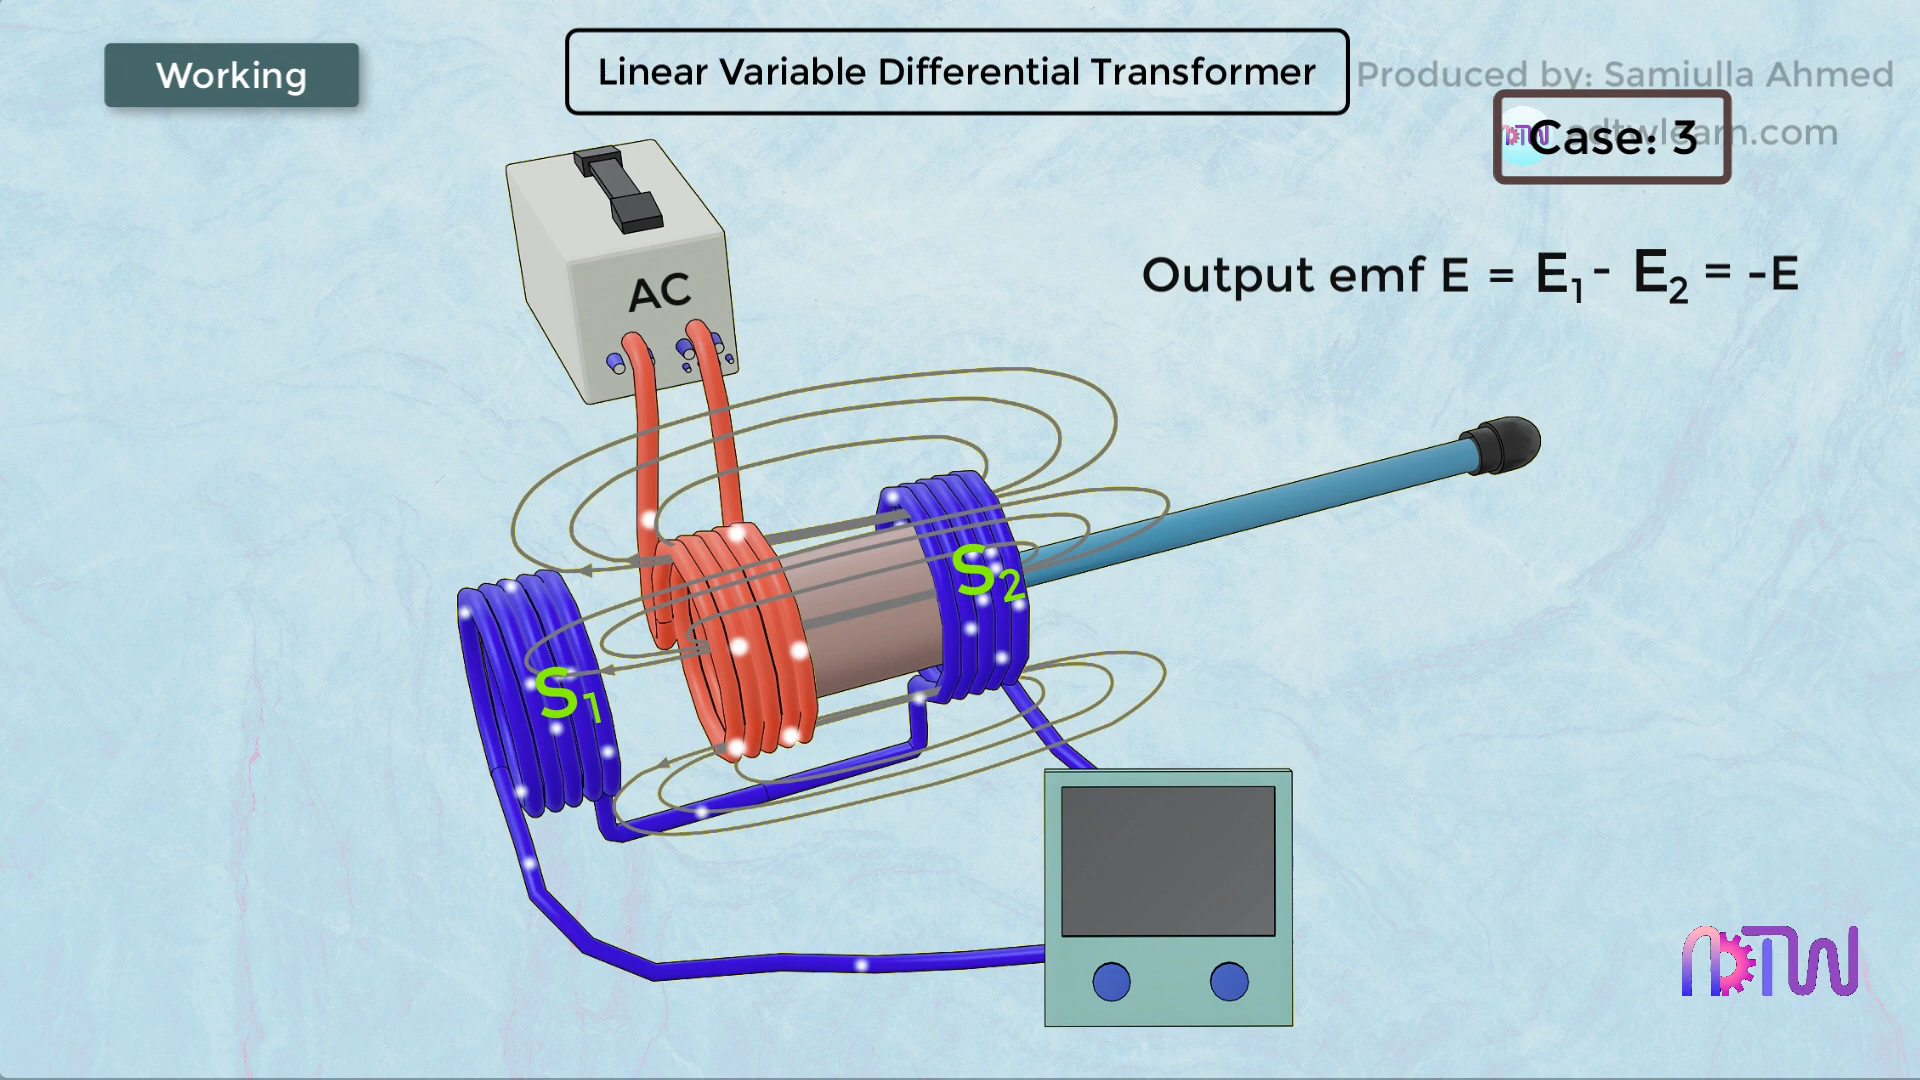 Working
Linear Variable Differential Transformer
Produced by: Samiulla Ahmed
Case: 3
Output emf E = E₁ - E₂ = -E
AC
S₂
S₁